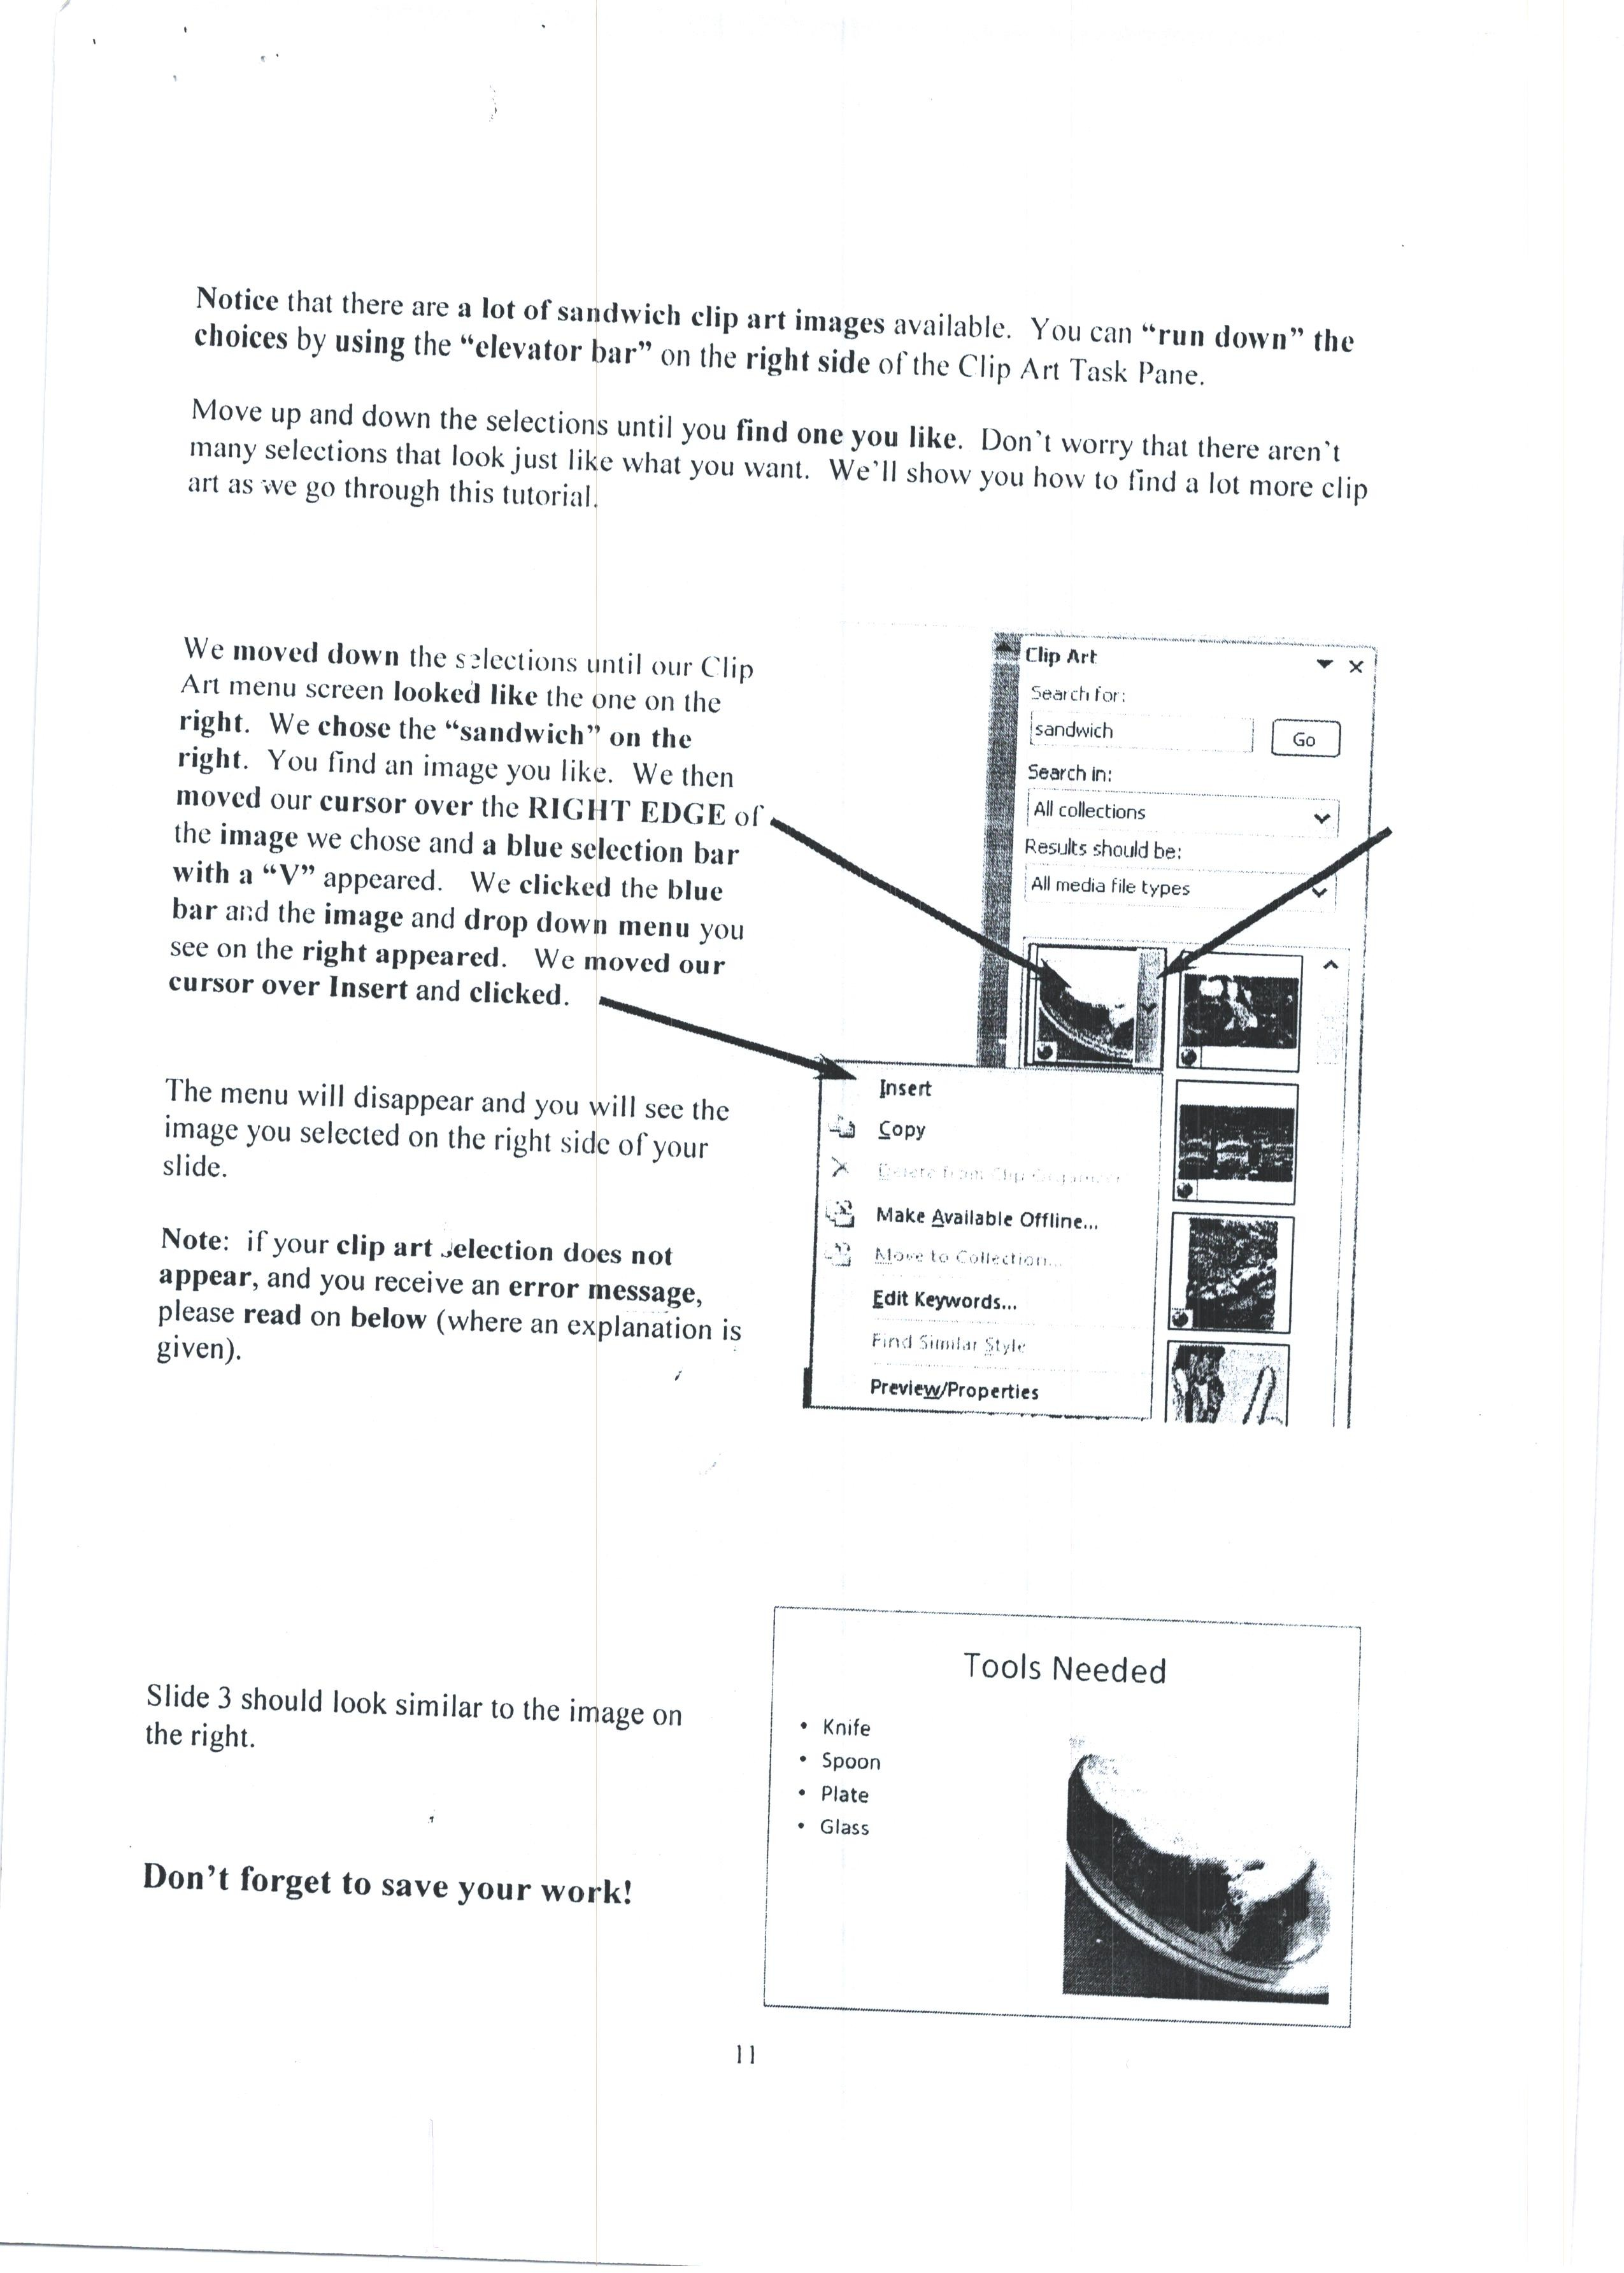 Notice that there are a lot of sandwich clip art images available. You can “run down” the
choices by using the “elevator bar” on the right side of the Clip Art Task Pane.
Move up and down the selections until you find one you like. Don't worry that there aren't
many selections that look just like what you want. We'll show you how to find a lot more clip
art as we go through this tutorial.
We moved down the selections until our Clip
Art menu screen looked like the one on the
right. We chose the “sandwich” on the
right. You find an image you like. We then
moved our cursor over the RIGHT EDGE of
the image we chose and a blue selection bar
with a “V” appeared. We clicked the blue
bar and the image and drop down menu you
see on the right appeared. We moved our
cursor over Insert and clicked.
The menu will disappear and you will see the
image you selected on the right side of your
slide.
Note: if your clip art selection does not
appear, and you receive an error message,
please read on below (where an explanation is
given).
Clip Art
Search for:
sandwich
Go
Search in:
All collections
Results should be:
All media file types
Insert
Copy
Delete from Clip Organizer
Make Available Offline...
Move to Collection...
Edit Keywords...
Find Similar Style
Preview/Properties
Slide 3 should look similar to the image on
the right.
Don't forget to save your work!
Tools Needed
• Knife
• Spoon
• Plate
• Glass
11